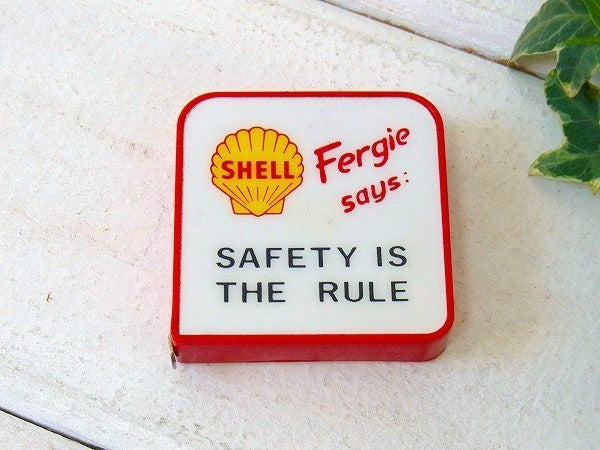 SHELL
Fergie
says:
SAFETY IS
THE RULE